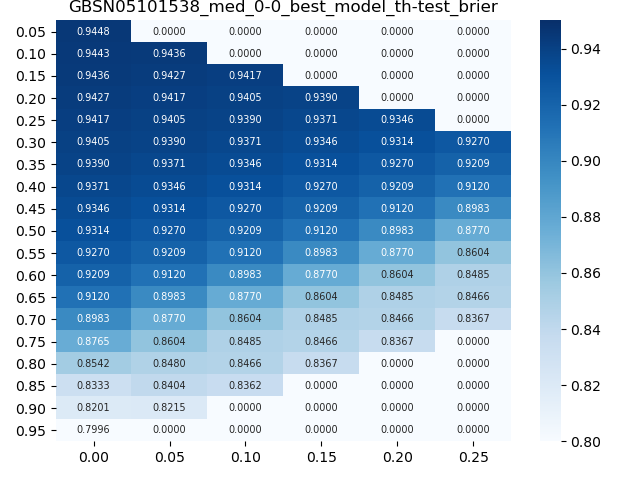 GBSN05101538_med_0-0_best_model_th-test_brier
0.05 0.9448 0.0000 0.0000 0.0000 0.0000 0.0000
0.10 0.9443 0.9436 0.0000 0.0000 0.0000 0.0000
0.15 0.9436 0.9427 0.9417 0.0000 0.0000 0.0000
0.20 0.9427 0.9417 0.9405 0.9390 0.0000 0.0000
0.25 0.9417 0.9405 0.9390 0.9371 0.9346 0.0000
0.30 0.9405 0.9390 0.9371 0.9346 0.9314 0.9270
0.35 0.9390 0.9371 0.9346 0.9314 0.9270 0.9209
0.40 0.9371 0.9346 0.9314 0.9270 0.9209 0.9120
0.45 0.9346 0.9314 0.9270 0.9209 0.9120 0.8983
0.50 0.9314 0.9270 0.9209 0.9120 0.8983 0.8770
0.55 0.9270 0.9209 0.9120 0.8983 0.8770 0.8604
0.60 0.9209 0.9120 0.8983 0.8770 0.8604 0.8485
0.65 0.9120 0.8983 0.8770 0.8604 0.8485 0.8466
0.70 0.8983 0.8770 0.8604 0.8485 0.8466 0.8367
0.75 0.8765 0.8604 0.8485 0.8466 0.8367 0.0000
0.80 0.8542 0.8480 0.8466 0.8367 0.0000 0.0000
0.85 0.8333 0.8404 0.8362 0.0000 0.0000 0.0000
0.90 0.8201 0.8215 0.0000 0.0000 0.0000 0.0000
0.95 0.7996 0.0000 0.0000 0.0000 0.0000 0.0000
0.00 0.05 0.10 0.15 0.20 0.25
0.94
0.92
0.90
0.88
0.86
0.84
0.82
0.80